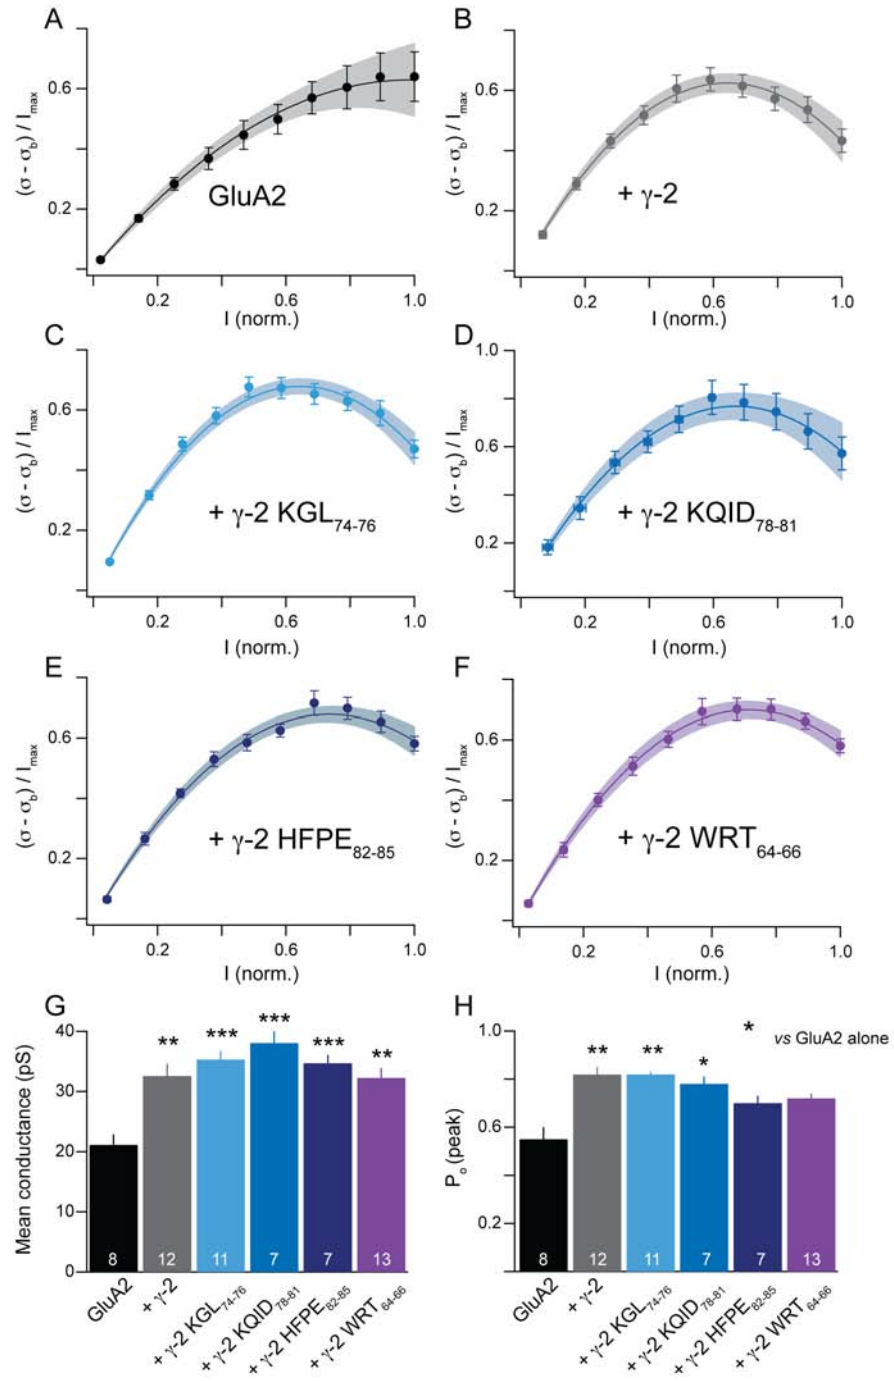 A
(σ - σb) / Imax
0.6
0.2
GluA2
0.2 0.6 1.0
I (norm.)
B
(σ - σb) / Imax
0.6
0.2
+ γ-2
0.2 0.6 1.0
I (norm.)
C
(σ - σb) / Imax
0.6
0.2
+ γ-2 KGL74-76
0.2 0.6 1.0
I (norm.)
D
(σ - σb) / Imax
1.0
0.6
0.2
+ γ-2 KQID78-81
0.2 0.6 1.0
I (norm.)
E
(σ - σb) / Imax
0.6
0.2
+ γ-2 HFPE82-85
0.2 0.6 1.0
I (norm.)
F
(σ - σb) / Imax
0.6
0.2
+ γ-2 WRT64-66
0.2 0.6 1.0
I (norm.)
G
Mean conductance (pS)
40
30
20
10
0
** *** *** *** **
8 12 11 7 7 13
GluA2
+ γ-2
+ γ-2 KGL74-76
+ γ-2 KQID78-81
+ γ-2 HFPE82-85
+ γ-2 WRT64-66
H
Po (peak)
1.0
0.6
0.2
** ** * *
vs GluA2 alone
8 12 11 7 7 13
GluA2
+ γ-2
+ γ-2 KGL74-76
+ γ-2 KQID78-81
+ γ-2 HFPE82-85
+ γ-2 WRT64-66